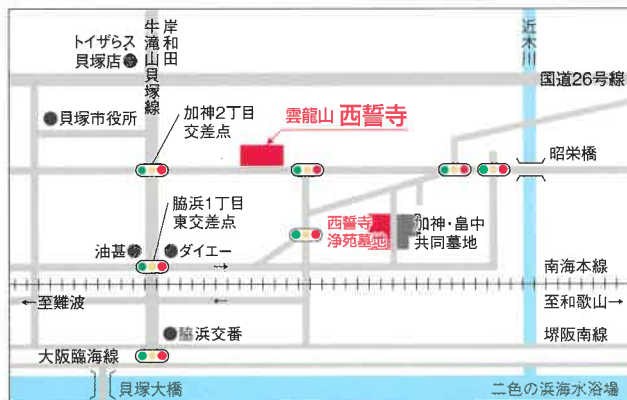 トイザらス
貝塚店
岸和田
牛滝山貝塚線
近木川
国道26号線
貝塚市役所
加神2丁目
交差点
雲龍山 西誓寺
昭栄橋
脇浜1丁目
東交差点
西誓寺
浄苑墓地
加神・畠中
共同墓地
油甚
ダイエー
→
南海本線
←至難波
←
至和歌山→
脇浜交番
堺阪南線
大阪臨海線
貝塚大橋
二色の浜海水浴場